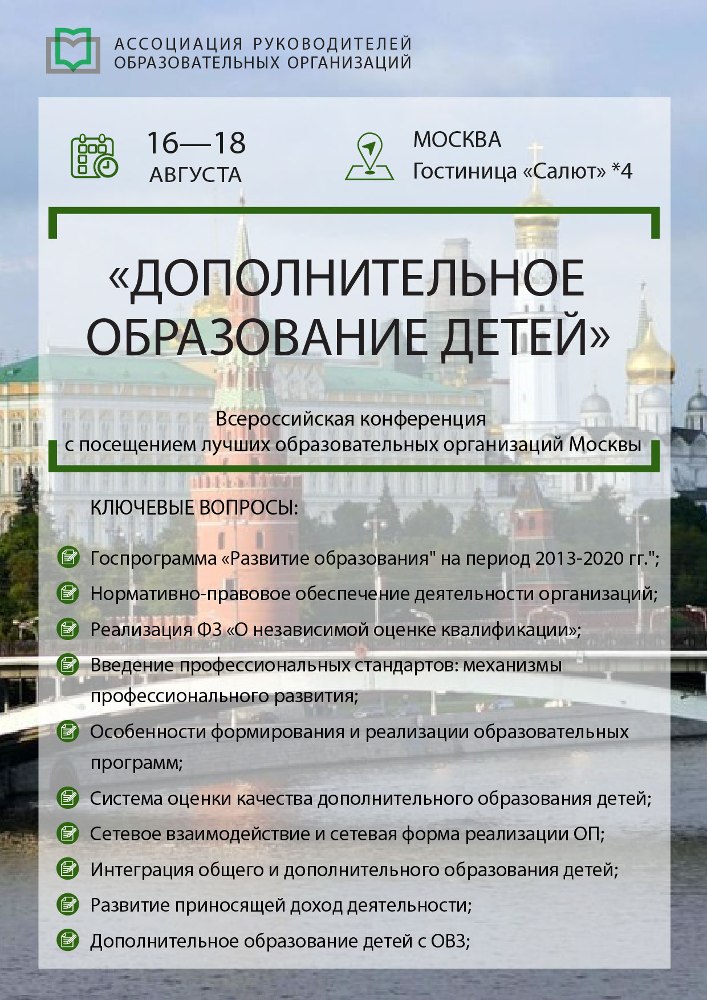 АССОЦИАЦИЯ РУКОВОДИТЕЛЕЙ
ОБРАЗОВАТЕЛЬНЫХ ОРГАНИЗАЦИЙ
16—18
АВГУСТА
МОСКВА
Гостиница «Салют» *4
«ДОПОЛНИТЕЛЬНОЕ
ОБРАЗОВАНИЕ ДЕТЕЙ»
Всероссийская конференция
с посещением лучших образовательных организаций Москвы
КЛЮЧЕВЫЕ ВОПРОСЫ:
Госпрограмма «Развитие образования" на период 2013-2020 гг.";
Нормативно-правовое обеспечение деятельности организаций;
Реализация ФЗ «О независимой оценке квалификации»;
Введение профессиональных стандартов: механизмы
профессионального развития;
Особенности формирования и реализации образовательных
программ;
Система оценки качества дополнительного образования детей;
Сетевое взаимодействие и сетевая форма реализации ОП;
Интеграция общего и дополнительного образования детей;
Развитие приносящей доход деятельности;
Дополнительное образование детей с ОВЗ;